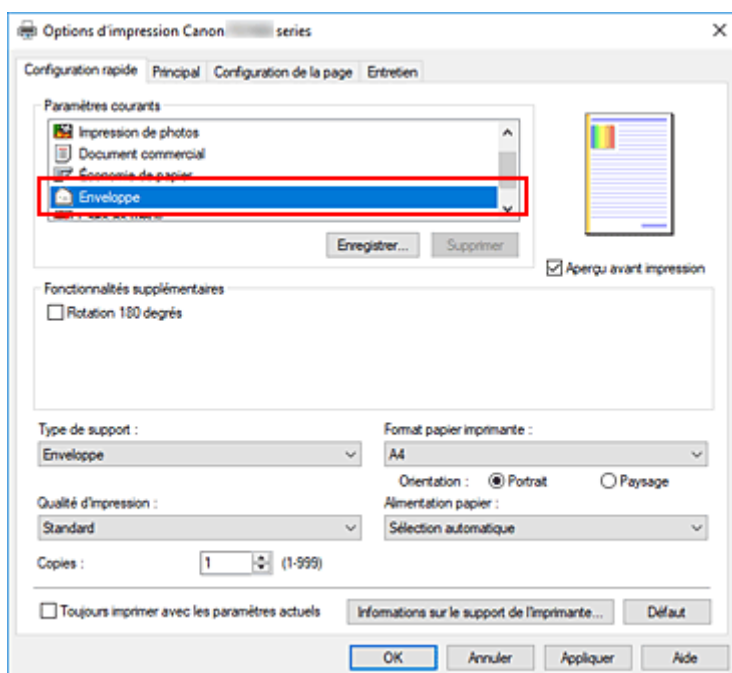 Options d'impression Canon series
Configuration rapide Principal Configuration de la page Entretien
Paramètres courants
Impression de photos
Document commercial
Économie de papier
Enveloppe
Enregistrer... Supprimer
Aperçu avant impression
Fonctionnalités supplémentaires
Rotation 180 degrés
Type de support : Format papier imprimante :
Enveloppe A4
Orientation : Portrait Paysage
Qualité d'impression : Alimentation papier :
Standard Sélection automatique
Copies : 1 (1-999)
Toujours imprimer avec les paramètres actuels Informations sur le support de l'imprimante... Défaut
OK Annuler Appliquer Aide